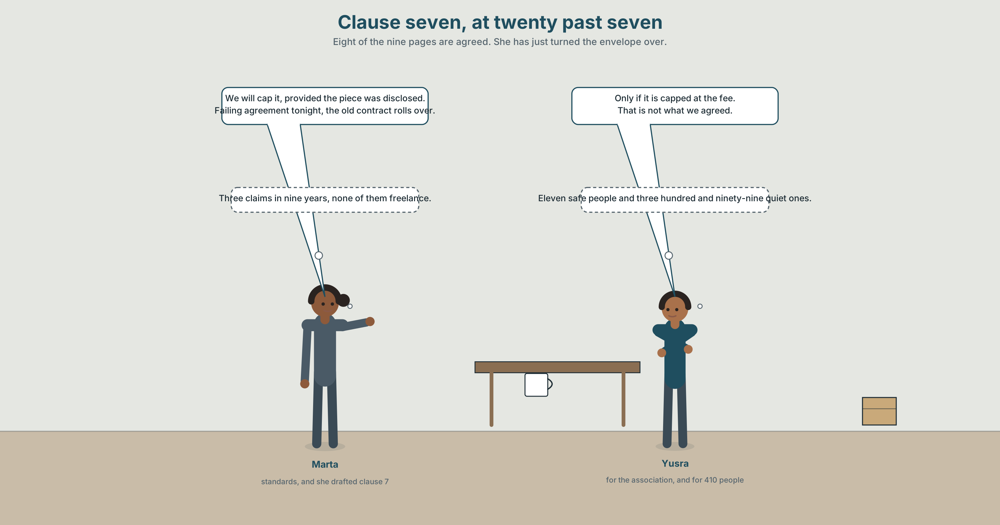 Clause seven, at twenty past seven
Eight of the nine pages are agreed. She has just turned the envelope over.
We will cap it, provided the piece was disclosed.
Failing agreement tonight, the old contract rolls over.
Only if it is capped at the fee.
That is not what we agreed.
Three claims in nine years, none of them freelance.
Eleven safe people and three hundred and ninety-nine quiet ones.
Marta
standards, and she drafted clause 7
Yusra
for the association, and for 410 people